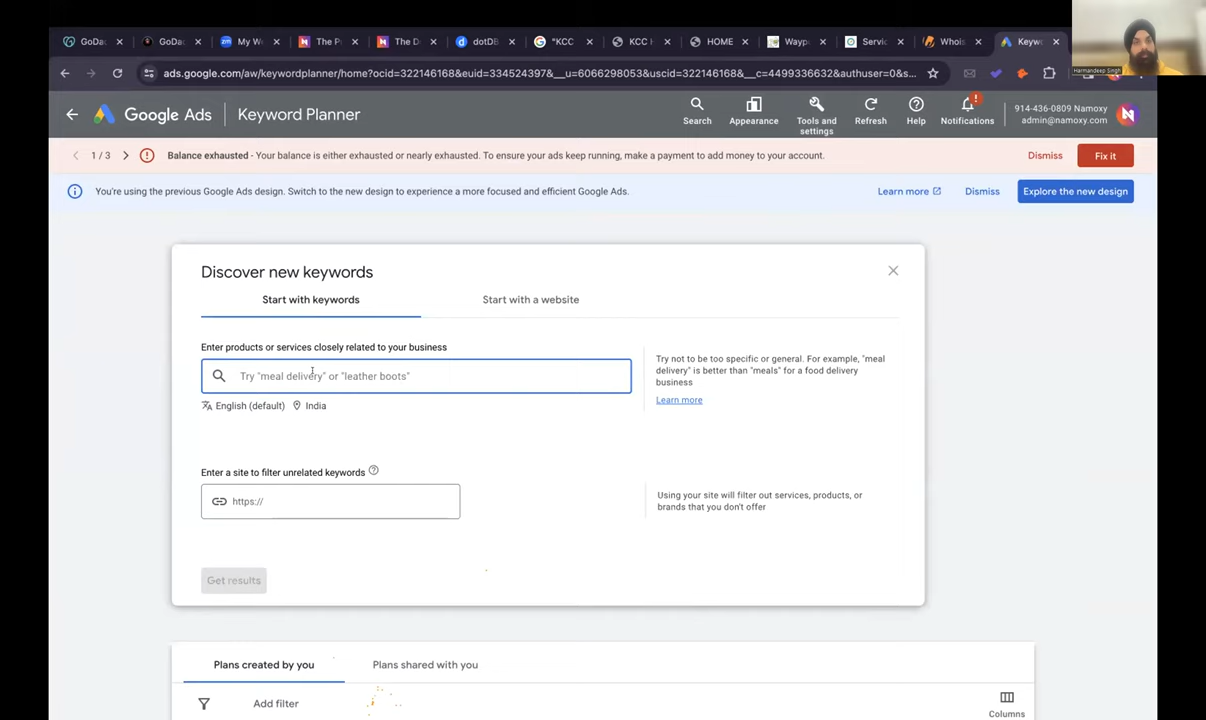 GoDa
GoDa
My W
The P
The D
dotDB
"KCC
KCC
HOME
Wayp
Servic
Whois
Keyw
ads.google.com/aw/keywordplanner/home?ocid=322146168&euid=334524397&__u=6066298053&uscid=322146168&__c=4499336632&authuser=0&s...
Harmandeep Singh
Google Ads
Keyword Planner
Search
Appearance
Tools and
settings
Refresh
Help
!
Notifications
914-436-0809 Namoxy
admin@namoxy.com
1 / 3
Balance exhausted - Your balance is either exhausted or nearly exhausted. To ensure your ads keep running, make a payment to add money to your account.
Dismiss
Fix it
You're using the previous Google Ads design. Switch to the new design to experience a more focused and efficient Google Ads.
Learn more
Dismiss
Explore the new design
Discover new keywords
Start with keywords
Start with a website
Enter products or services closely related to your business
Try "meal delivery" or "leather boots"
English (default)
India
Try not to be too specific or general. For example, "meal
delivery" is better than "meals" for a food delivery
business
Learn more
Enter a site to filter unrelated keywords
https://
Using your site will filter out services, products, or
brands that you don't offer
Get results
Plans created by you
Plans shared with you
Add filter
Columns